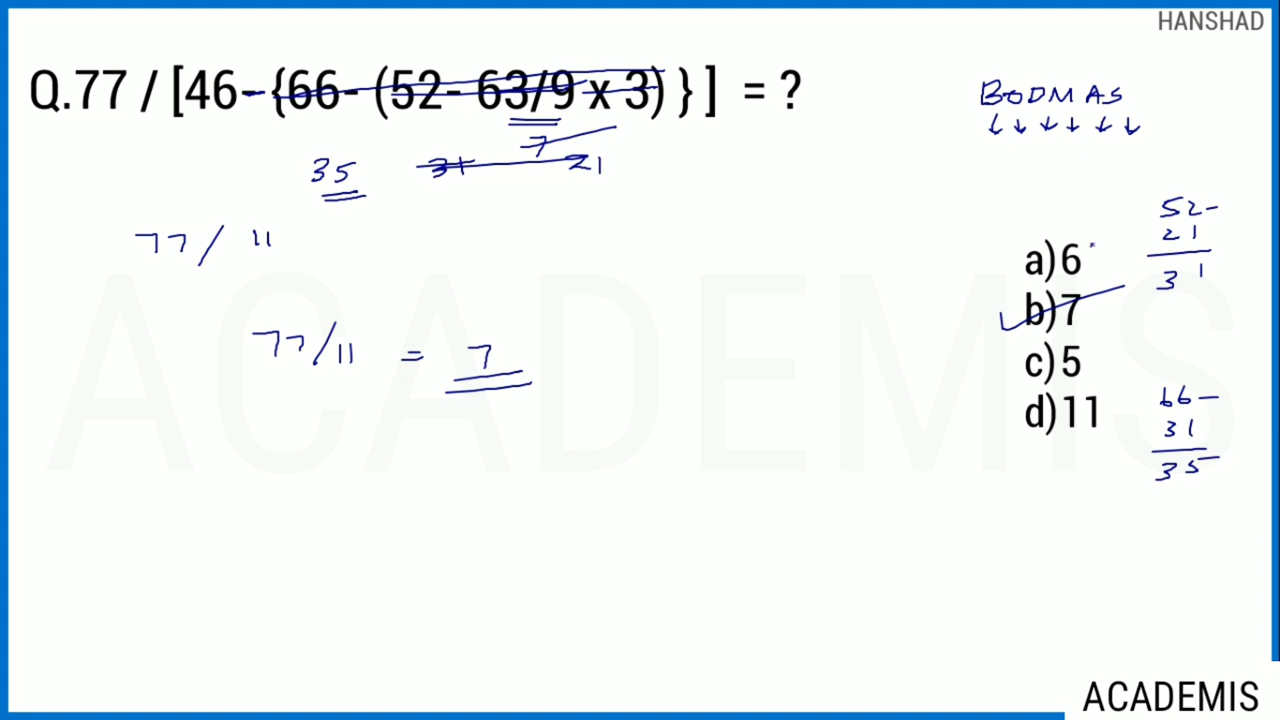 HANSHAD
Q.77 / [46- {66- (52- 63/9 x 3) } ] = ?
BODMAS
7
35 31 21
77 / 11
77 / 11 = 7
52-
21
31
a)6
b)7
c)5
d)11
66-
31
35
ACADEMIS
ACADEMIS